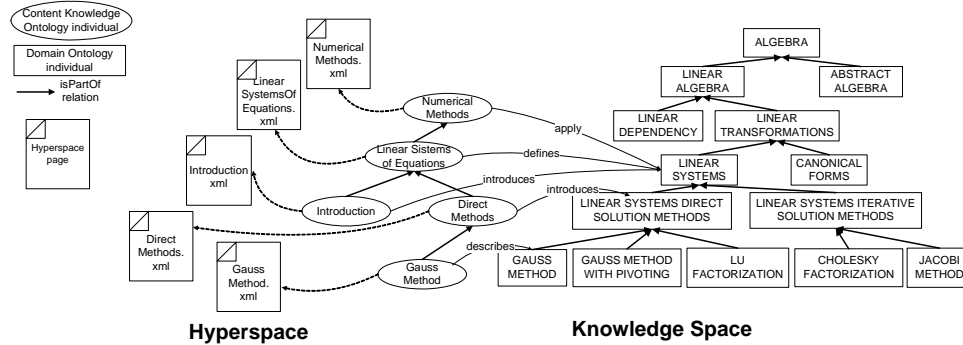 Content Knowledge
Ontology individual
Domain Ontology
individual
isPartOf
relation
Hyperspace
page
Numerical
Methods.
xml
Linear
SystemsOf
Equations.
xml
Introduction
xml
Direct
Methods.
xml
Gauss
Method.
xml
Numerical
Methods
Linear Sistems
of Equations
Introduction
Direct
Methods
Gauss
Method
apply
defines
introduces
introduces
describes
ALGEBRA
LINEAR
ALGEBRA
ABSTRACT
ALGEBRA
LINEAR
DEPENDENCY
LINEAR
TRANSFORMATIONS
LINEAR
SYSTEMS
CANONICAL
FORMS
LINEAR SYSTEMS DIRECT
SOLUTION METHODS
LINEAR SYSTEMS ITERATIVE
SOLUTION METHODS
GAUSS
METHOD
GAUSS METHOD
WITH PIVOTING
LU
FACTORIZATION
CHOLESKY
FACTORIZATION
JACOBI
METHOD
Hyperspace
Knowledge Space